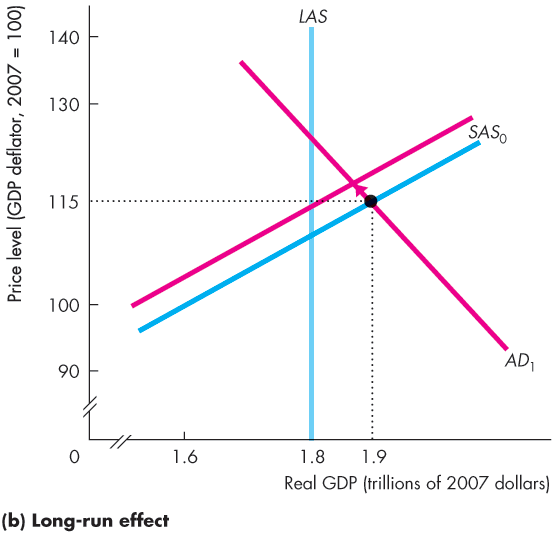 Price level (GDP deflator, 2007 = 100)
LAS
140
130
SAS0
115
100
90
AD1
0
1.6
1.8
1.9
Real GDP (trillions of 2007 dollars)
(b) Long-run effect